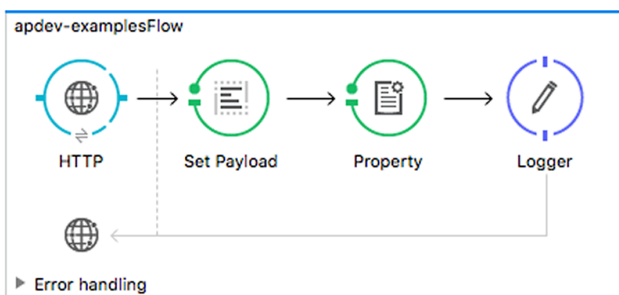 apdev-examplesFlow
HTTP
Set Payload
Property
Logger
Error handling